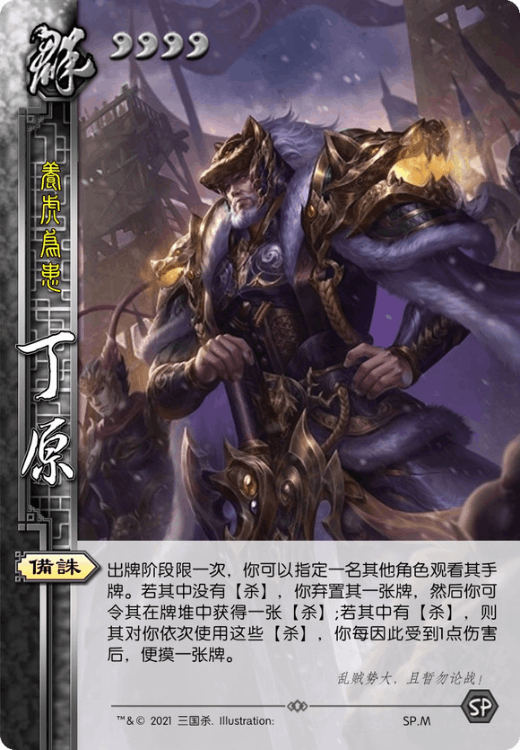 群
養虎為患
丁原
備誅
出牌阶段限一次，你可以指定一名其他角色观看其手
牌。若其中没有【杀】，你弃置其一张牌，然后你可
令其在牌堆中获得一张【杀】;若其中有【杀】，则
其对你依次使用这些【杀】，你每因此受到1点伤害
后，便摸一张牌。
乱贼势大，且暂勿论战！
™&© 2021 三国杀. Illustration:
SP.M
SP